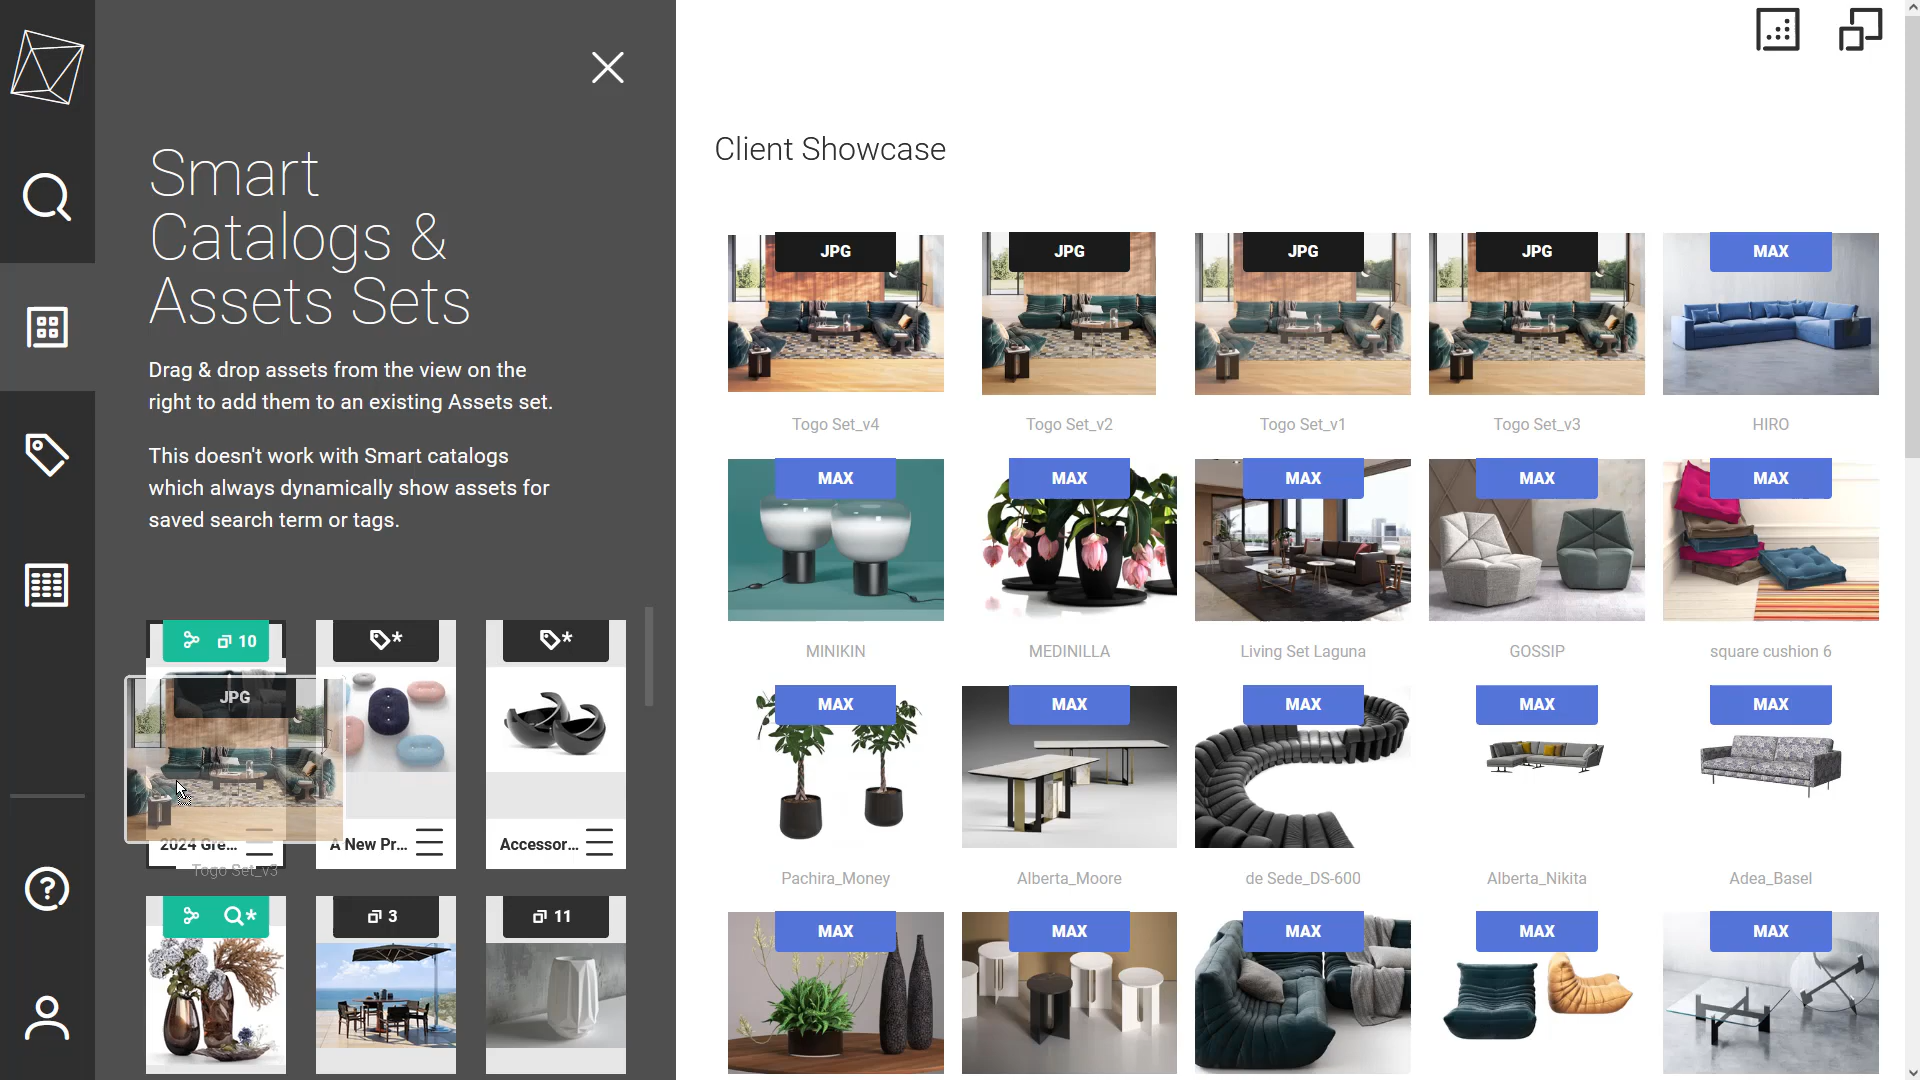 Smart
Catalogs &
Assets Sets
Drag & drop assets from the view on the
right to add them to an existing Assets set.
This doesn't work with Smart catalogs
which always dynamically show assets for
saved search term or tags.
10
*
*
JPG
2024 Gre...
A New Pr...
Accessor...
Togo Set_v3
*
3
11
Client Showcase
JPG
JPG
JPG
JPG
MAX
Togo Set_v4
Togo Set_v2
Togo Set_v1
Togo Set_v3
HIRO
MAX
MAX
MAX
MAX
MAX
MINIKIN
MEDINILLA
Living Set Laguna
GOSSIP
square cushion 6
MAX
MAX
MAX
MAX
MAX
Pachira_Money
Alberta_Moore
de Sede_DS-600
Alberta_Nikita
Adea_Basel
MAX
MAX
MAX
MAX
MAX